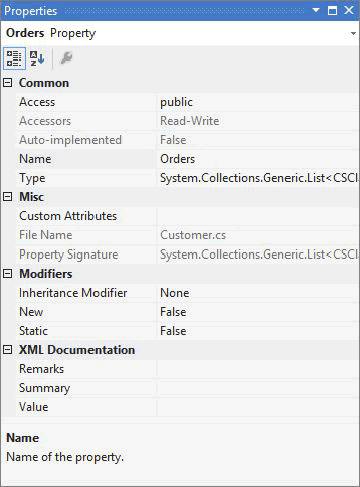 Properties
Orders Property
Common
Access public
Accessors Read-Write
Auto-implemented False
Name Orders
Type System.Collections.Generic.List<CSCl
Misc
Custom Attributes
File Name Customer.cs
Property Signature System.Collections.Generic.List<CSCl
Modifiers
Inheritance Modifier None
New False
Static False
XML Documentation
Remarks
Summary
Value
Name
Name of the property.